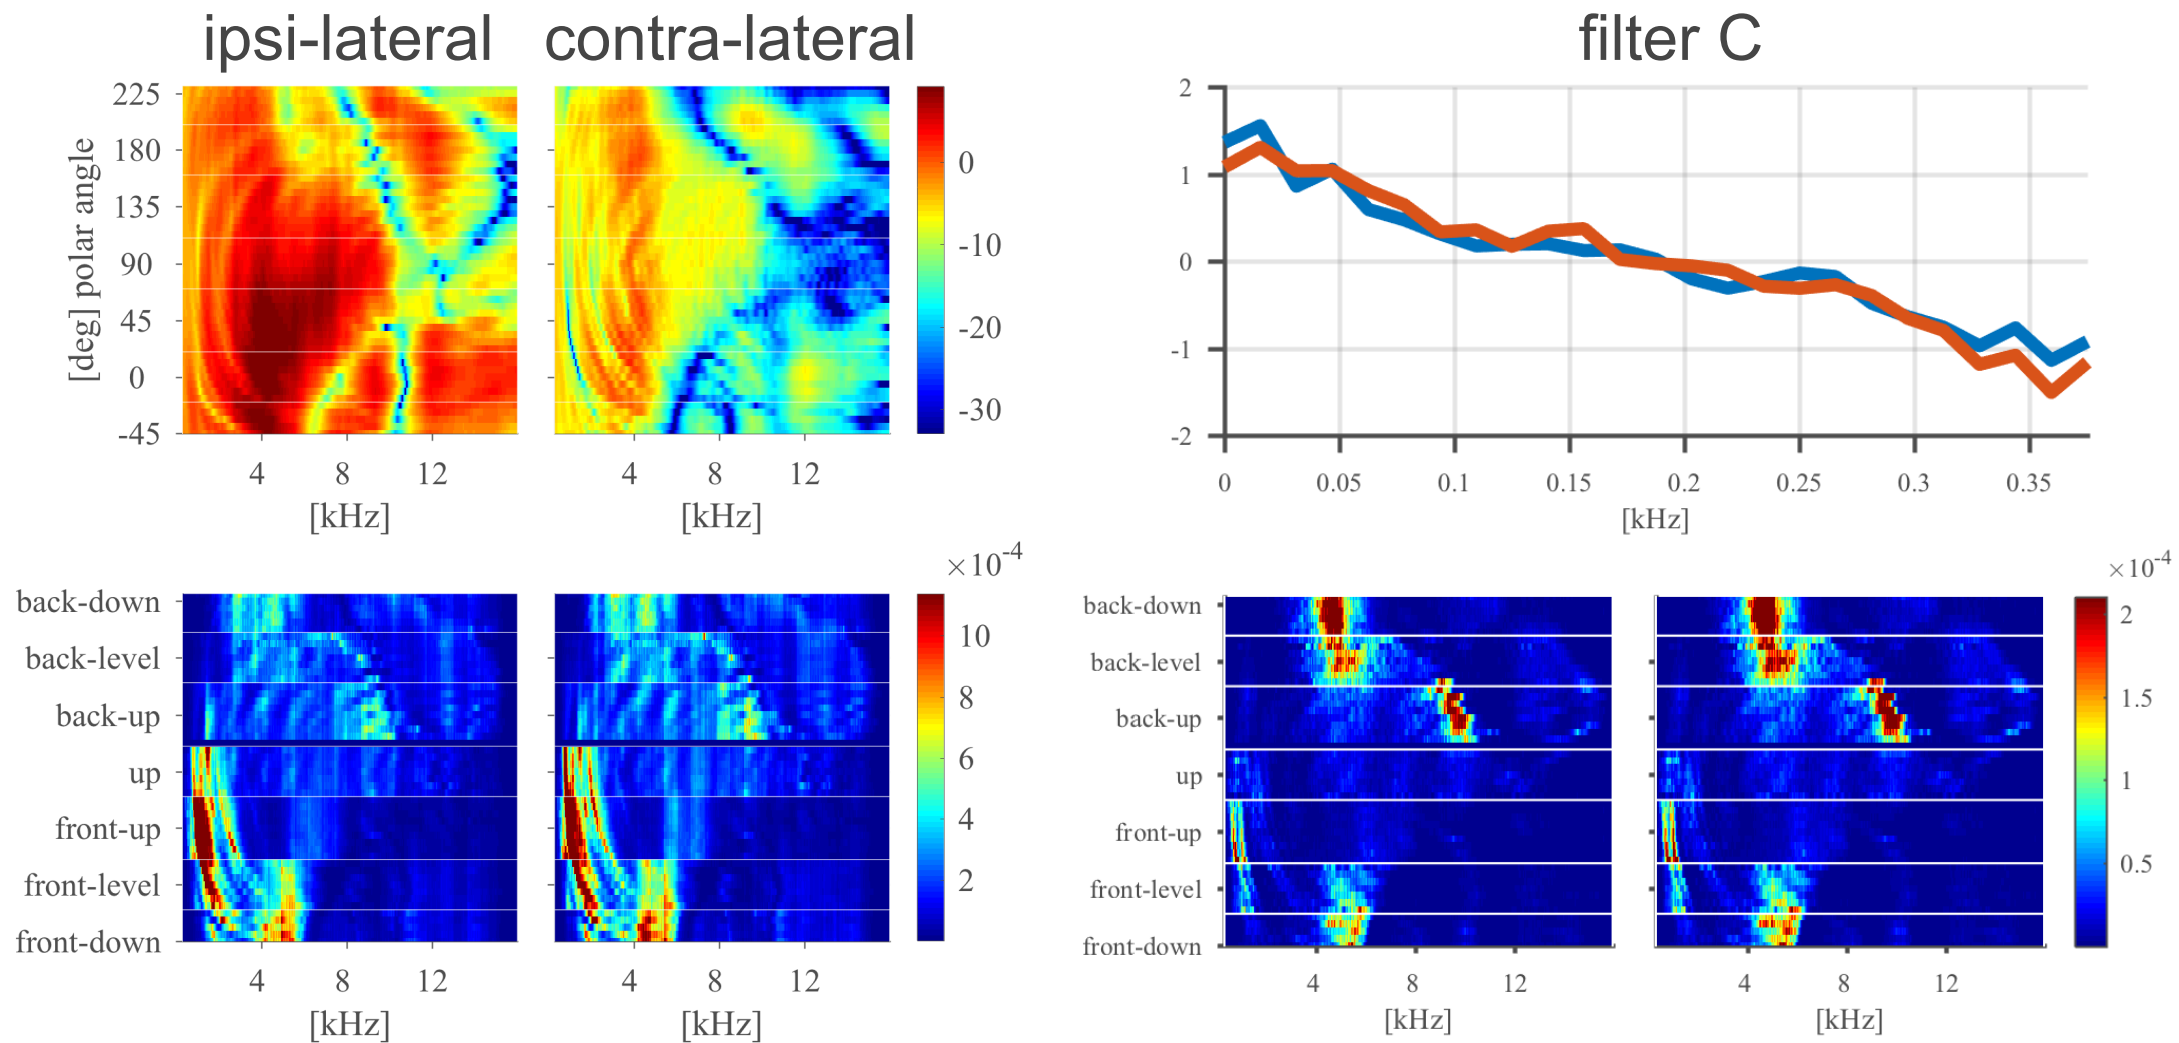 ipsi-lateral
contra-lateral
filter C
225
180
135
90
45
0
-45
[deg] polar angle
4
8
12
[kHz]
4
8
12
[kHz]
0
-10
-20
-30
2
1
0
-1
-2
0
0.05
0.1
0.15
0.2
0.25
0.3
0.35
[kHz]
back-down
back-level
back-up
up
front-up
front-level
front-down
4
8
12
[kHz]
4
8
12
[kHz]
×10-4
10
8
6
4
2
back-down
back-level
back-up
up
front-up
front-level
front-down
4
8
12
[kHz]
4
8
12
[kHz]
×10-4
2
1.5
1
0.5